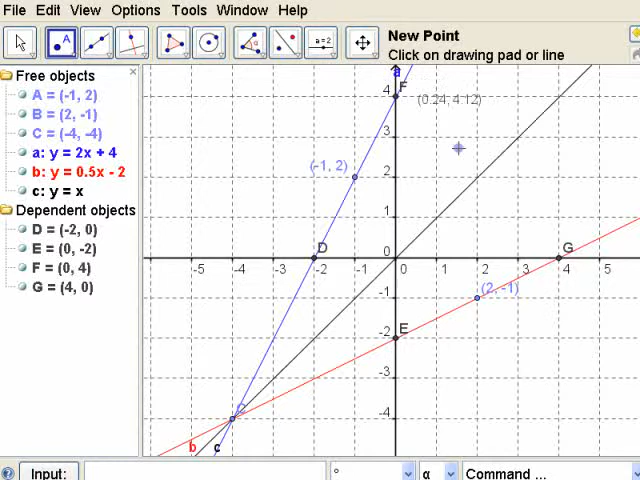 File Edit View Options Tools Window Help
a=2
New Point
Click on drawing pad or line
Free objects
A = (-1, 2)
B = (2, -1)
C = (-4, -4)
a: y = 2x + 4
b: y = 0.5x - 2
c: y = x
Dependent objects
D = (-2, 0)
E = (0, -2)
F = (0, 4)
G = (4, 0)
a
F
4
(0.24, 4.12)
3
(-1, 2)
2
1
D
0
G
-5 -4 -3 -2 -1 0 1 2 3 4 5
-1
(2, -1)
E
-2
-3
-4
C
b c
Input:
°
α
Command ...